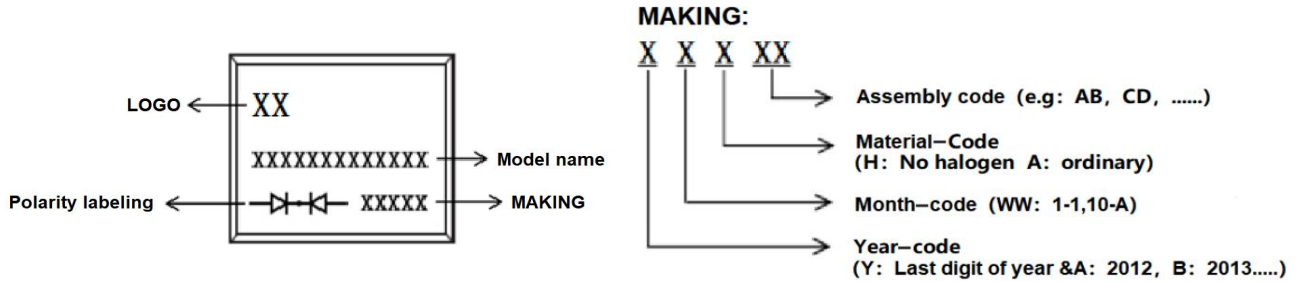 LOGO
XX
XXXXXXXXXXXXX
Model name
Polarity labeling
XXXXX
MAKING
MAKING:
X X X XX
Assembly code (e.g: AB, CD, ......)
Material-Code
(H: No halogen A: ordinary)
Month-code (WW: 1-1,10-A)
Year-code
(Y: Last digit of year &A: 2012, B: 2013.....)